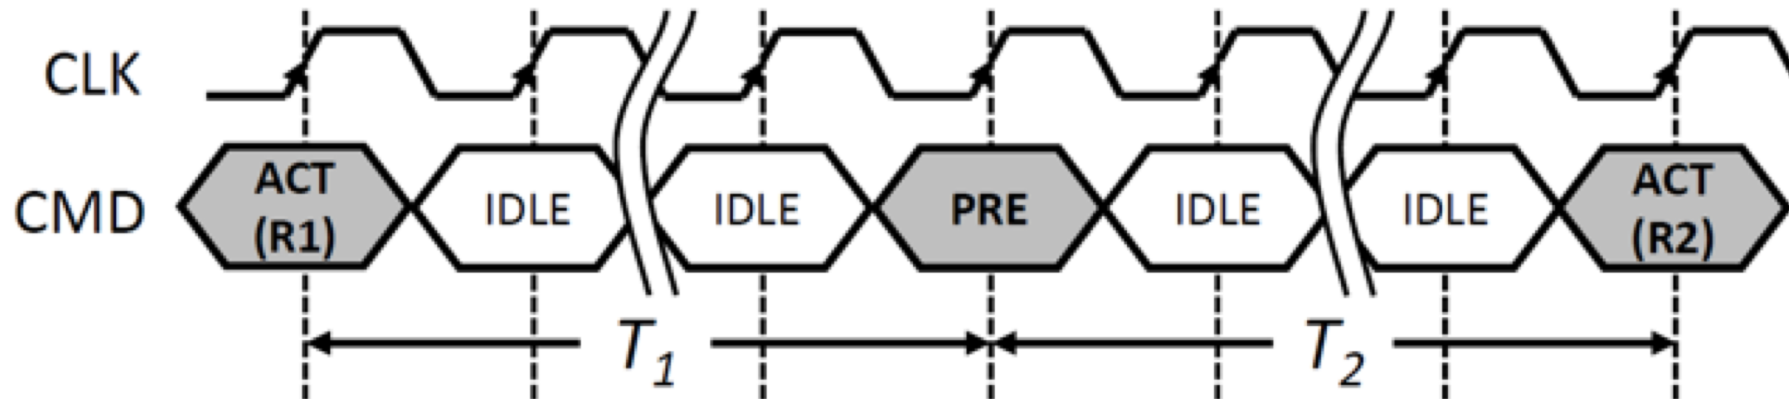 CLK
CMD
ACT
(R1)
IDLE
IDLE
PRE
IDLE
IDLE
ACT
(R2)
T1
T2